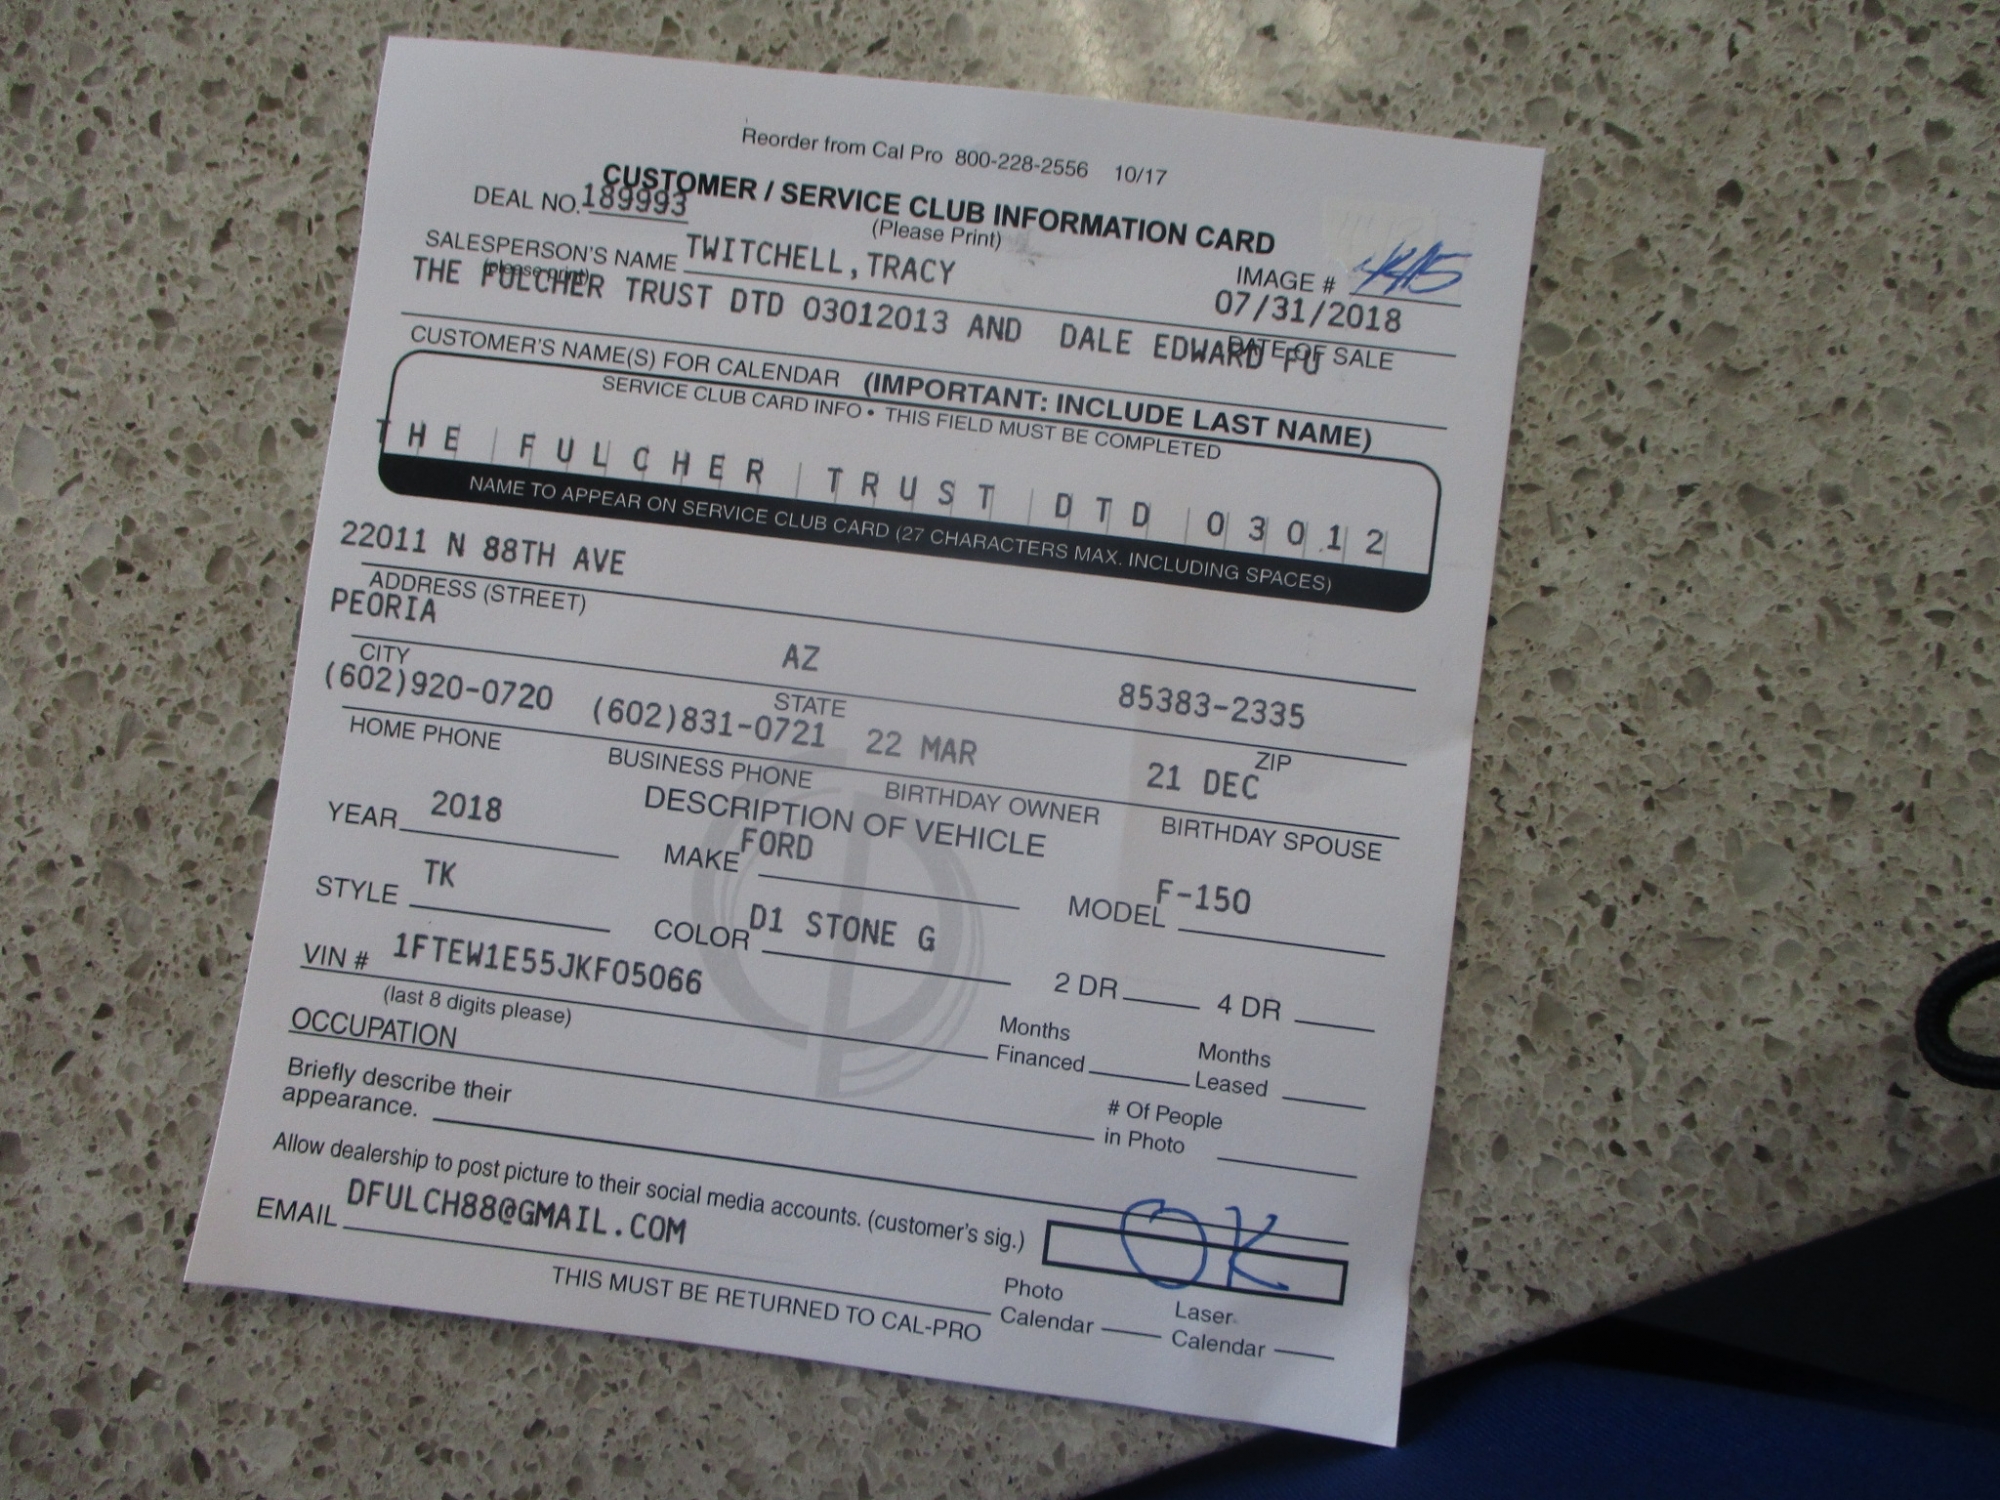 Reorder from Cal Pro 800-228-2556 10/17
CUSTOMER / SERVICE CLUB INFORMATION CARD
DEAL NO. 189993
(Please Print)
SALESPERSON'S NAME TWITCHELL, TRACY
(please print)
IMAGE #
07/31/2018
DATE OF SALE
THE FULCHER TRUST DTD 03012013 AND DALE EDWARD FU
CUSTOMER'S NAME(S) FOR CALENDAR (IMPORTANT: INCLUDE LAST NAME)
SERVICE CLUB CARD INFO • THIS FIELD MUST BE COMPLETED
THE FULCHER TRUST DTD 03012
NAME TO APPEAR ON SERVICE CLUB CARD (27 CHARACTERS MAX. INCLUDING SPACES)
22011 N 88TH AVE
ADDRESS (STREET)
PEORIA AZ 85383-2335
CITY STATE ZIP
(602)920-0720 (602)831-0721 22 MAR 21 DEC
HOME PHONE BUSINESS PHONE BIRTHDAY OWNER BIRTHDAY SPOUSE
DESCRIPTION OF VEHICLE
YEAR 2018 MAKE FORD MODEL F-150
STYLE TK COLOR D1 STONE G 2 DR 4 DR
VIN # 1FTEW1E55JKF05066
(last 8 digits please)
Months Financed Months Leased
OCCUPATION
# Of People in Photo
Briefly describe their
appearance.
Allow dealership to post picture to their social media accounts. (customer's sig.) OK
EMAIL DFULCH88@GMAIL.COM
Photo Calendar Laser Calendar
THIS MUST BE RETURNED TO CAL-PRO